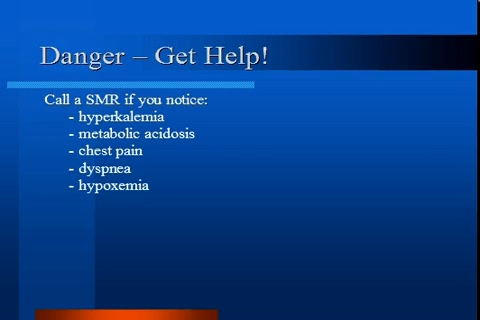 Danger – Get Help!
Call a SMR if you notice:
- hyperkalemia
- metabolic acidosis
- chest pain
- dyspnea
- hypoxemia